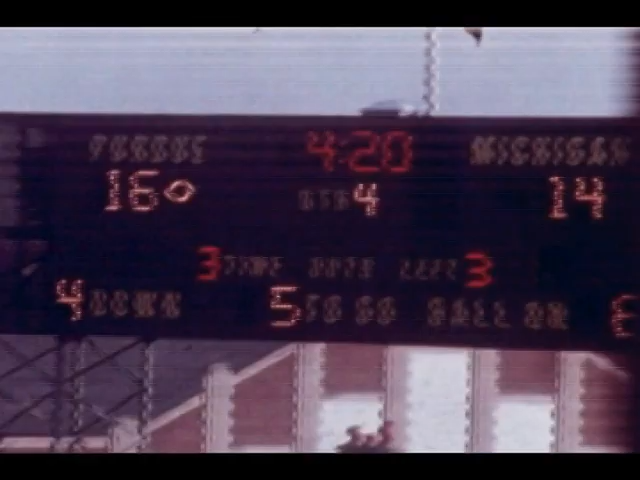 PURDUE 4:20 MICHIGAN
16 QTR 4 14
3 TIME OUTS LEFT 3
4 DOWN 5 TO GO BALL ON